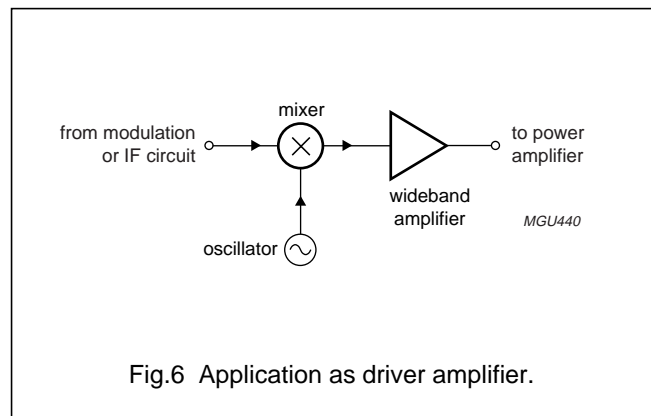 mixer
from modulation
or IF circuit
to power
amplifier
wideband
amplifier
oscillator
MGU440
Fig.6 Application as driver amplifier.